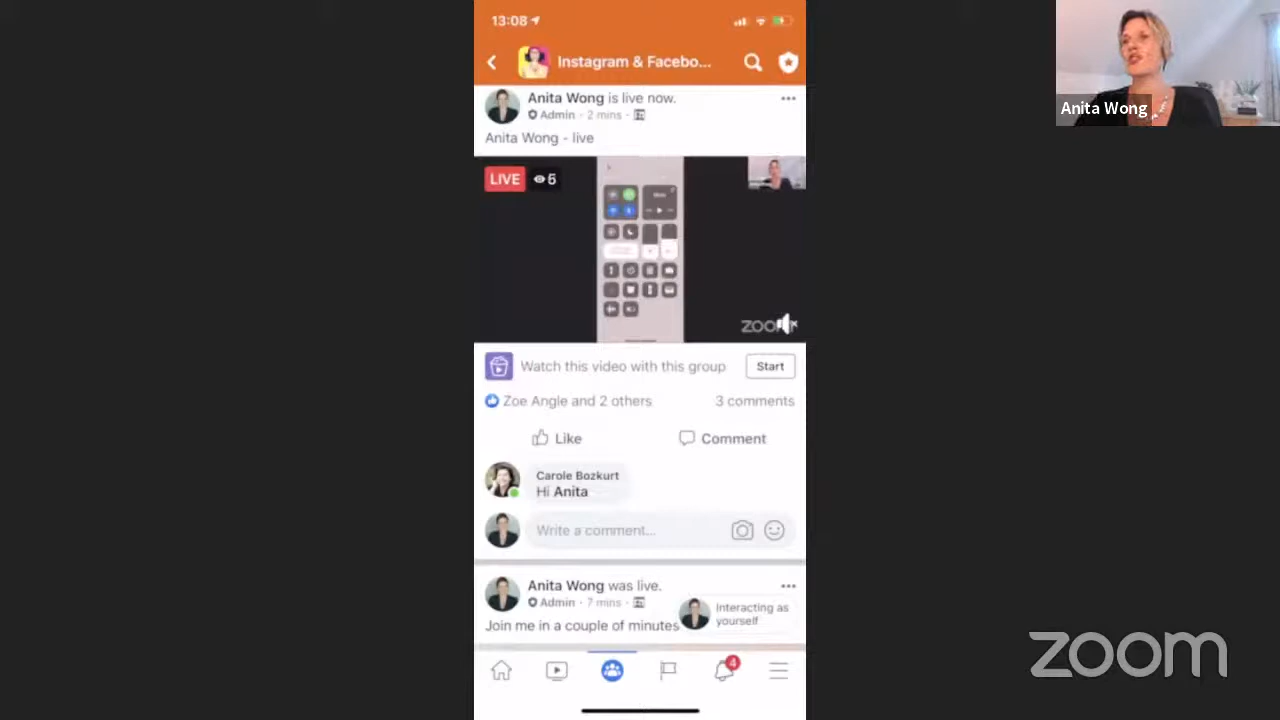 13:08
Instagram & Facebo...
Anita Wong is live now.
Admin · 2 mins ·
Anita Wong - live
LIVE 6
zoom
Watch this video with this group Start
Zoe Angle and 2 others 3 comments
Like Comment
Carole Bozkurt
Hi Anita
Write a comment...
Anita Wong was live.
Admin · 7 mins ·
Join me in a couple of minutes
Interacting as
yourself
4
Anita Wong
zoom